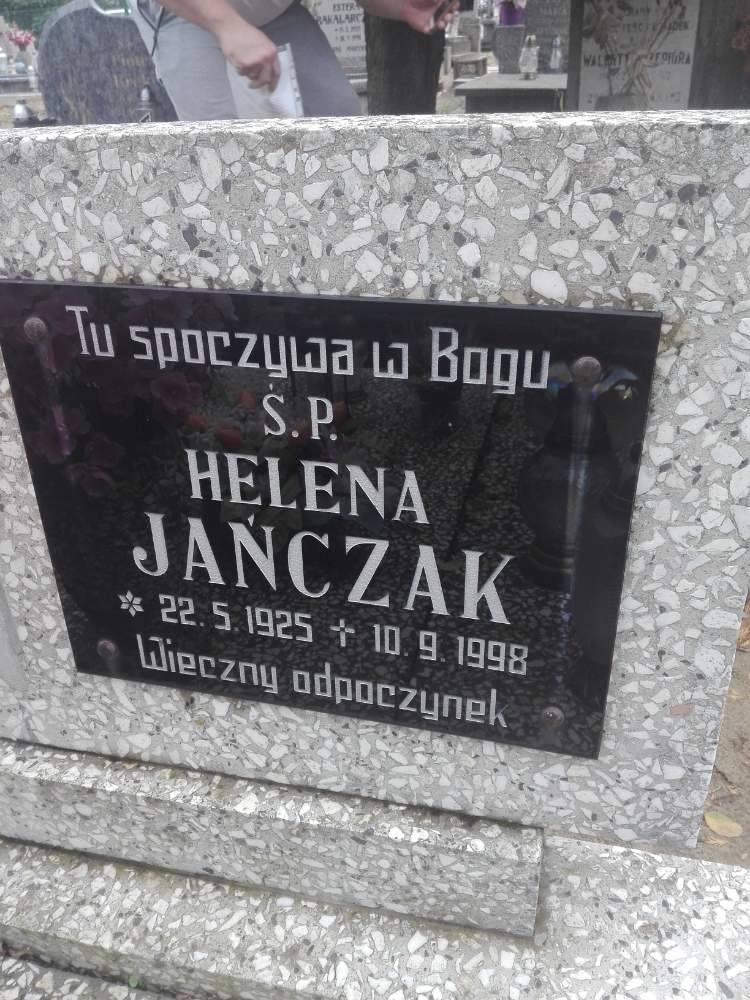 Tu spoczywa w Bogu
Ś.P.
HELENA
JAŃCZAK
* 22.5.1925 ✝ 10.9.1998
Wieczny odpoczynek